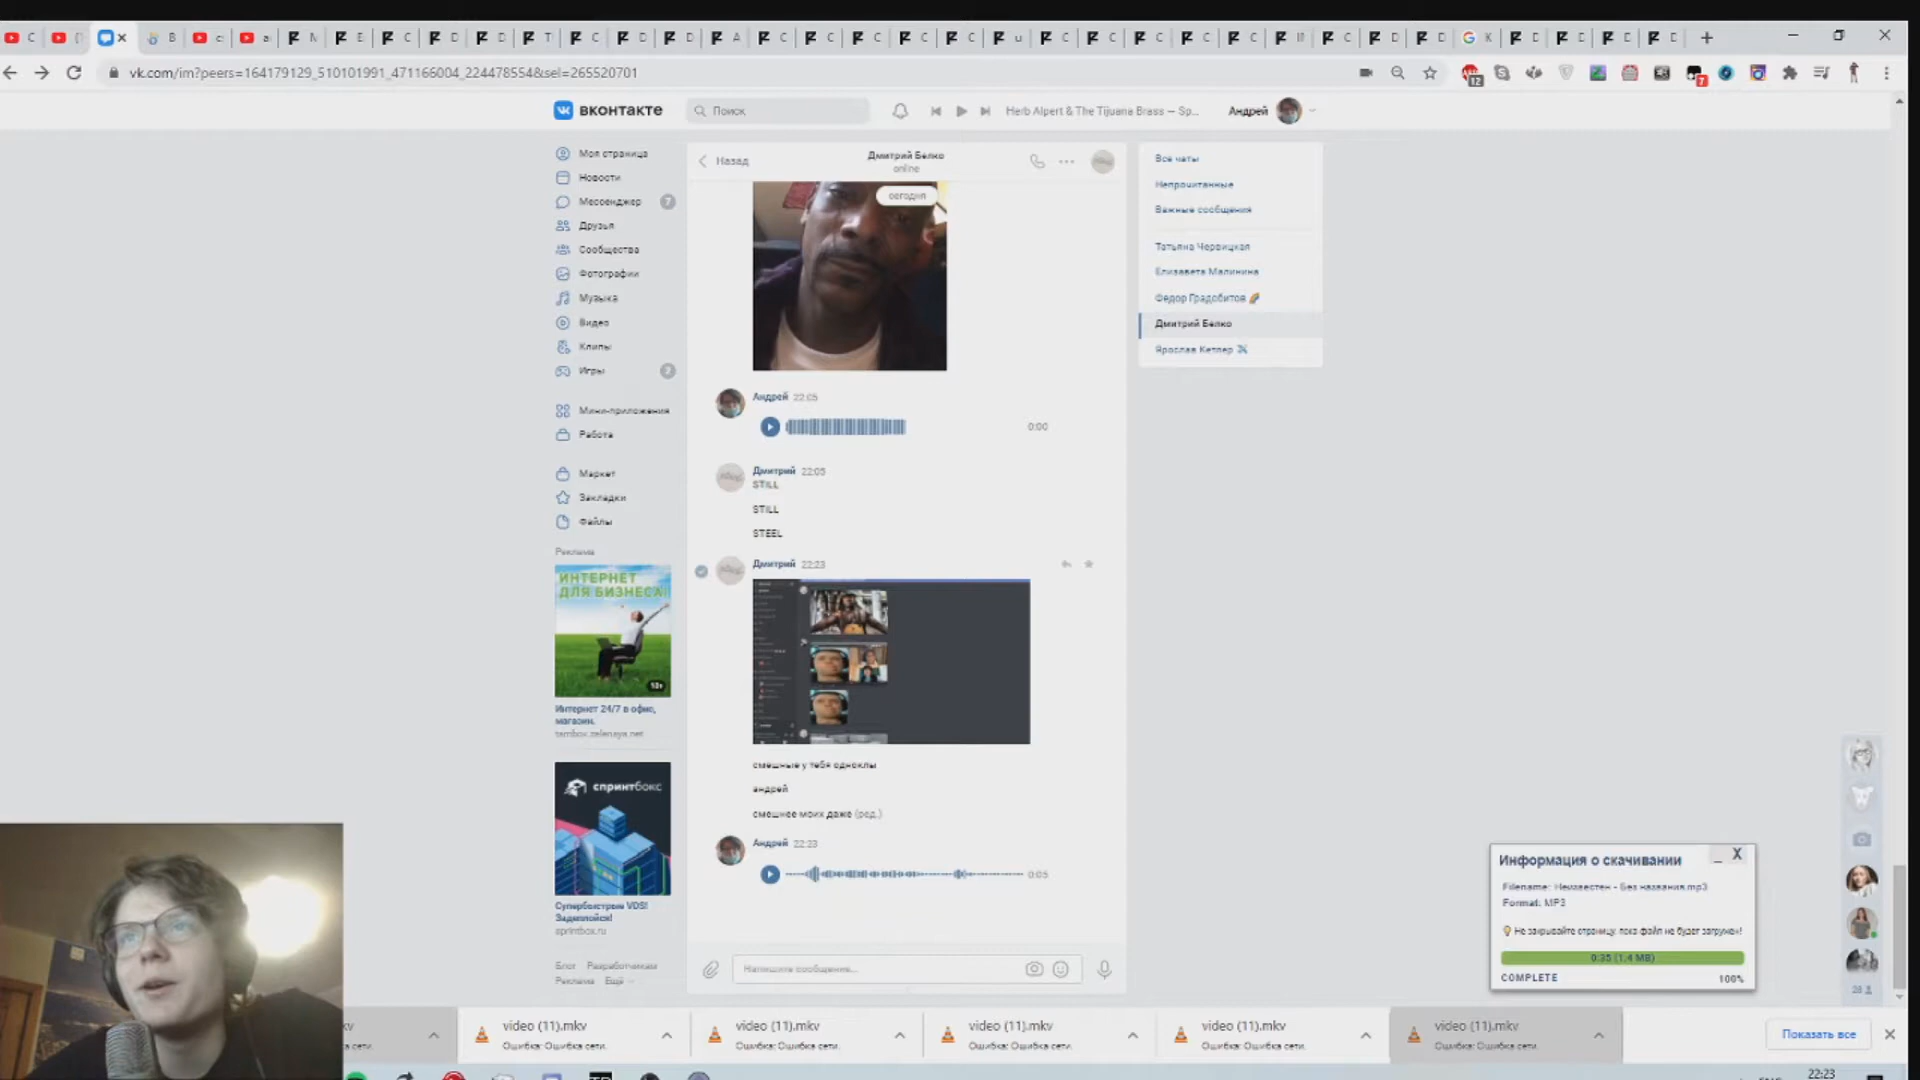 vk.com/im?peers=164179129_510101991_471166004_224478554&sel=265520701
12
7
вконтакте
Поиск
Herb Alpert & The Tijuana Brass – Sp...
Андрей
Моя страница
Новости
Мессенджер
7
Друзья
Сообщества
Фотографии
Музыка
Видео
Клипы
Игры
Мини-приложения
Работа
Маркет
Закладки
Файлы
Реклама
ИНТЕРНЕТ
ДЛЯ БИЗНЕСА!
Интернет 24/7 в офис,
магазин.
спринтбокс
Супербыстрые VDS!
Задеплойся!
sprintbox.ru
Блог Разработчикам
Реклама Ещё
Назад
Дмитрий Белко
online
сегодня
Андрей 22:05
0:00
Дмитрий 22:05
STILL
STILL
STEEL
Дмитрий 22:23
смешные у тебя одноклы
андрей
смешнее моих даже (ред.)
Андрей 22:23
0:05
Напишите сообщение...
Все чаты
Непрочитанные
Важные сообщения
Татьяна Червицкая
Елизавета Малинина
Федор Градобитов
Дмитрий Белко
Ярослав Кетлер
Информация о скачивании
_ X
Filename: Неизвестен - Без названия.mp3
Format: MP3
Не закрывайте страницу, пока файл не будет загружен!
0:35 (1.4 MB)
COMPLETE 100%
video (11).mkv
Ошибка: Ошибка сети.
video (11).mkv
Ошибка: Ошибка сети.
video (11).mkv
Ошибка: Ошибка сети.
video (11).mkv
Ошибка: Ошибка сети.
video (11).mkv
Ошибка: Ошибка сети.
Показать все
22:23